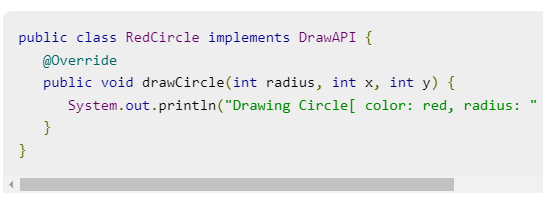 public class RedCircle implements DrawAPI {
   @Override
   public void drawCircle(int radius, int x, int y) {
      System.out.println("Drawing Circle[ color: red, radius: "
   }
}